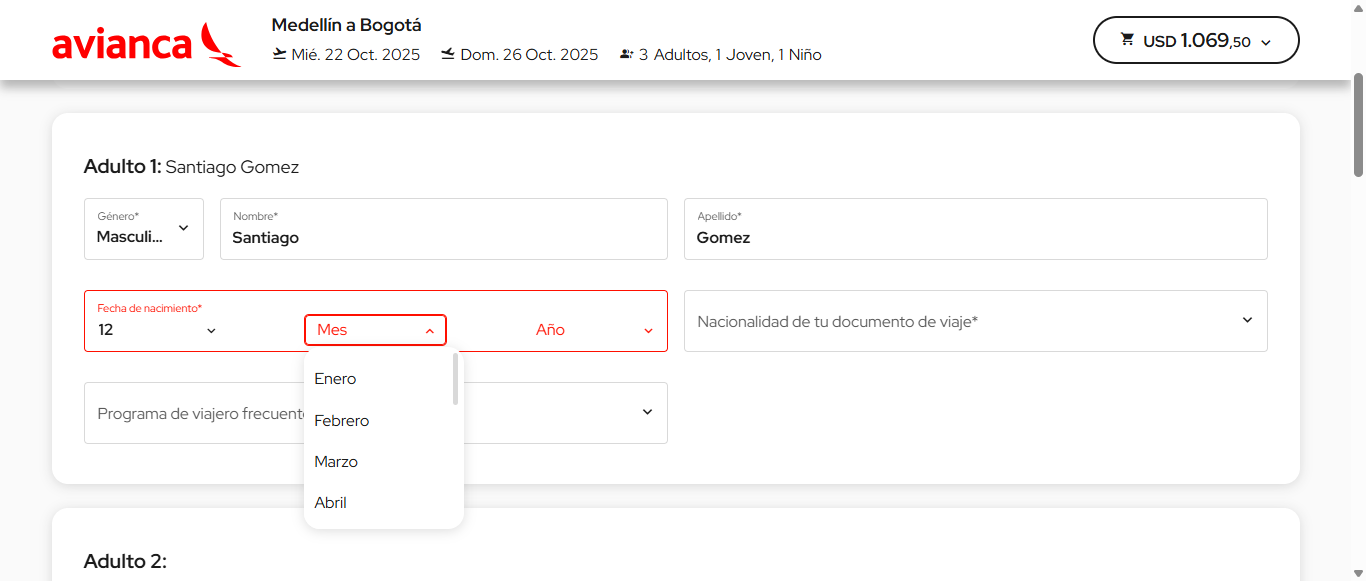 avianca
Medellín a Bogotá
Mié. 22 Oct. 2025 Dom. 26 Oct. 2025 3 Adultos, 1 Joven, 1 Niño
USD 1.069,50
Adulto 1: Santiago Gomez
Género* Nombre* Apellido*
Masculi... Santiago Gomez
Fecha de nacimiento*
12 Mes Año
Nacionalidad de tu documento de viaje*
Enero
Programa de viajero frecuent
Febrero
Marzo
Abril
Adulto 2: